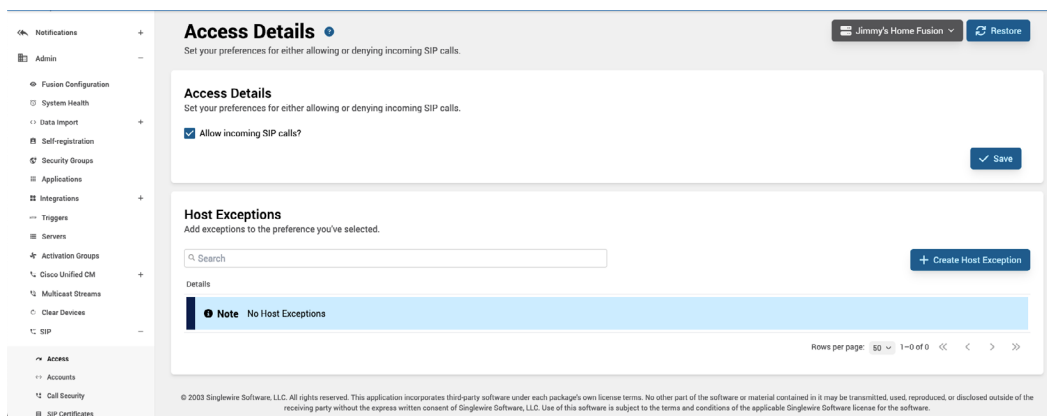 Notifications +
Admin −
Fusion Configuration
System Health
Data Import +
Self-registration
Security Groups
Applications
Integrations +
Triggers
Servers
Activation Groups
Cisco Unified CM +
Multicast Streams
Clear Devices
SIP −
Access
Accounts
Call Security
SIP Certificates
Access Details
Jimmy's Home Fusion
Restore
Set your preferences for either allowing or denying incoming SIP calls.
Access Details
Set your preferences for either allowing or denying incoming SIP calls.
Allow incoming SIP calls?
Save
Host Exceptions
Add exceptions to the preference you've selected.
Search
+ Create Host Exception
Details
Note No Host Exceptions
Rows per page: 50 1–0 of 0
© 2003 Singlewire Software, LLC. All rights reserved. This application incorporates third-party software under each package's own license terms. No other part of the software or material contained in it may be transmitted, used, reproduced, or disclosed outside of the
receiving party without the express written consent of Singlewire Software, LLC. Use of this software is subject to the terms and conditions of the applicable Singlewire Software license for the software.